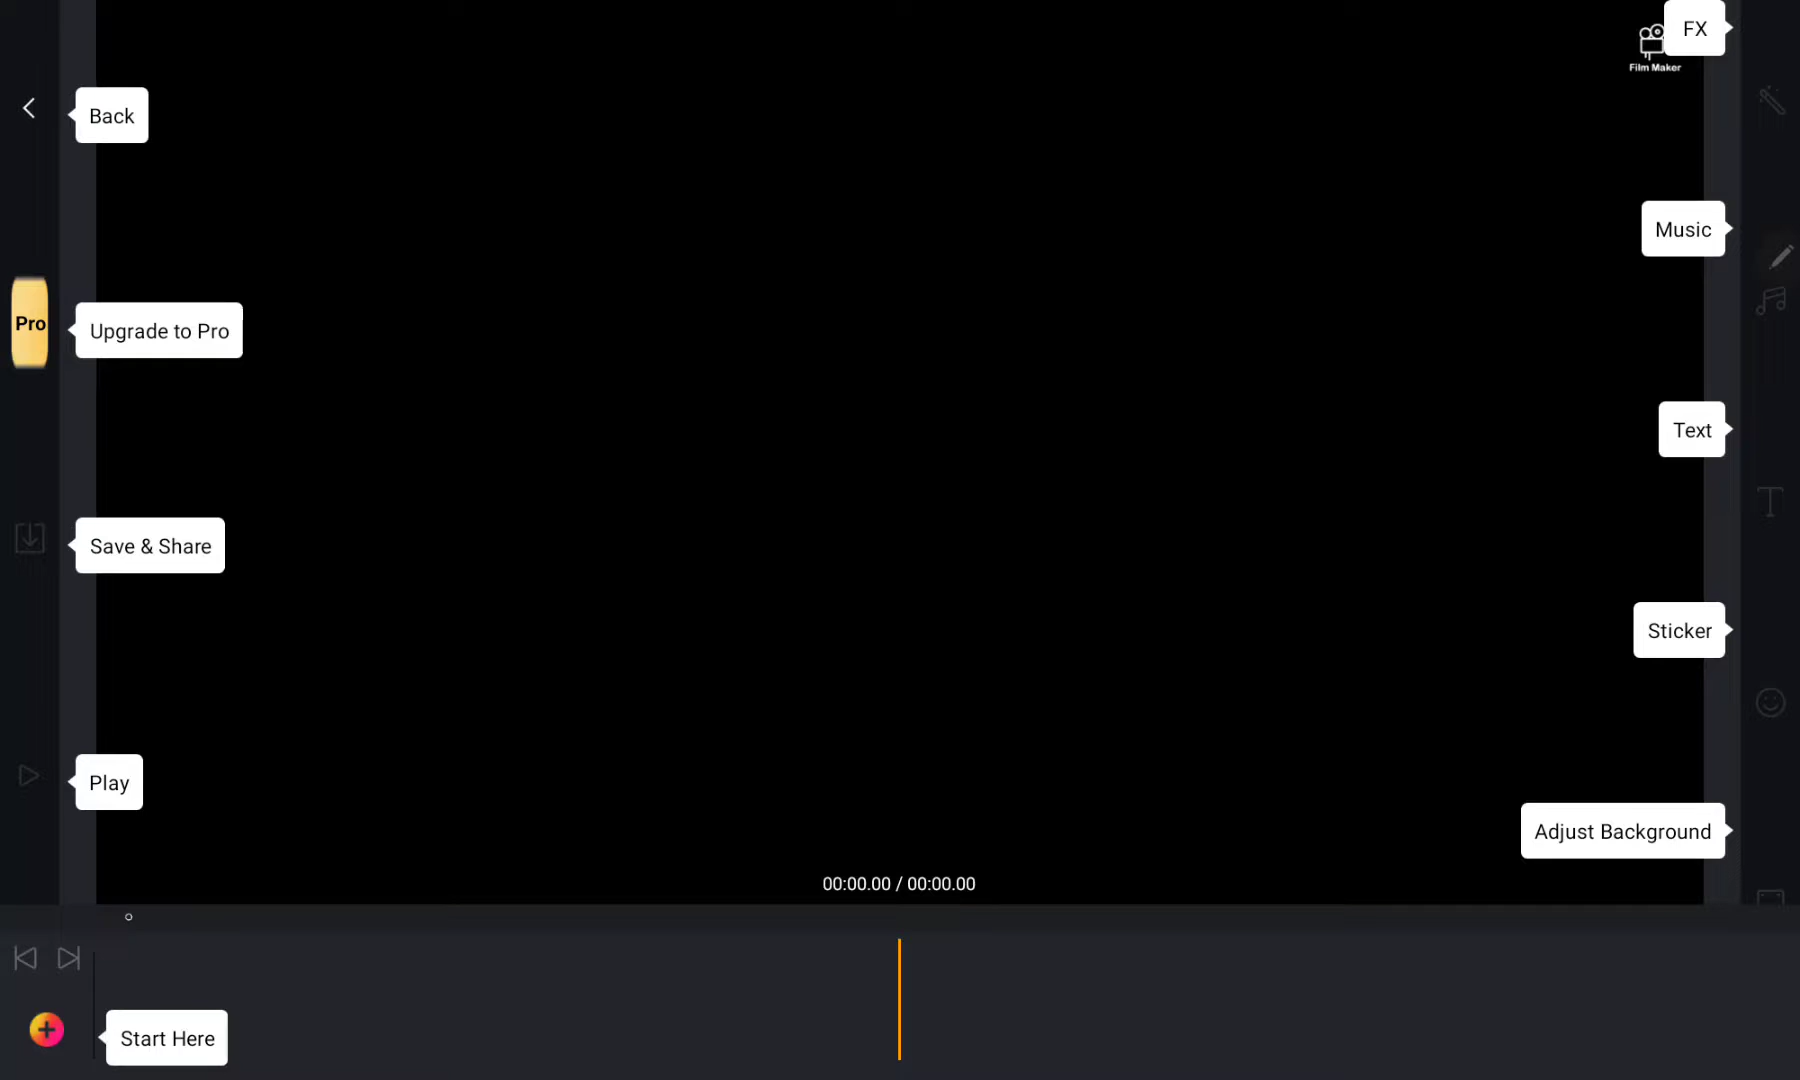 FX
Film Maker
Back
Music
Pro
Upgrade to Pro
Text
T
Save & Share
Sticker
Play
Adjust Background
00:00.00 / 00:00.00
Start Here